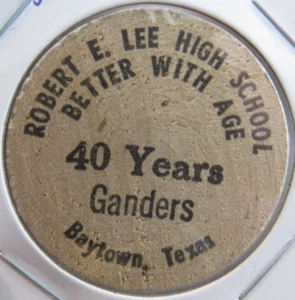 ROBERT E. LEE HIGH SCHOOL
BETTER WITH AGE
40 Years
Ganders
Baytown, Texas